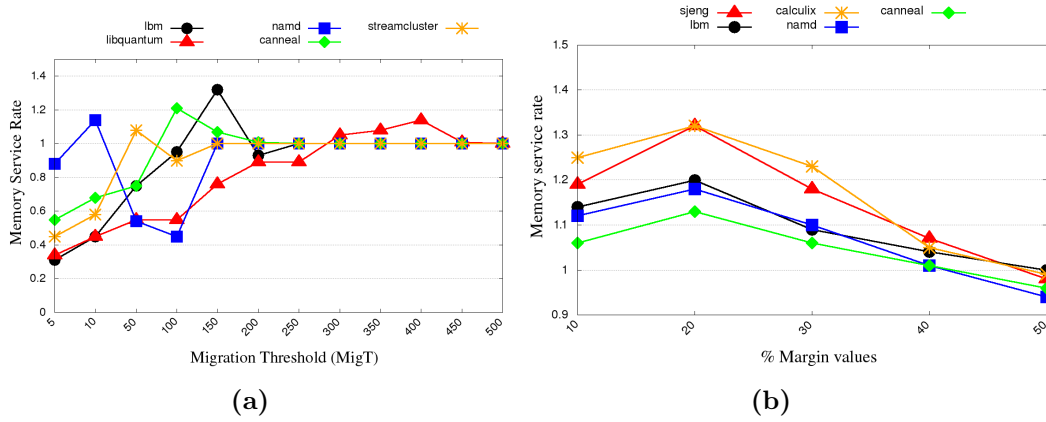 lbm namd streamcluster
libquantum canneal
Memory Service Rate
1.4
1.2
1
0.8
0.6
0.4
0.2
0
5 10 50 100 150 200 250 300 350 400 450 500
Migration Threshold (MigT)
(a)
sjeng calculix canneal
lbm namd
Memory service rate
1.5
1.4
1.3
1.2
1.1
1
0.9
10 20 30 40 50
% Margin values
(b)